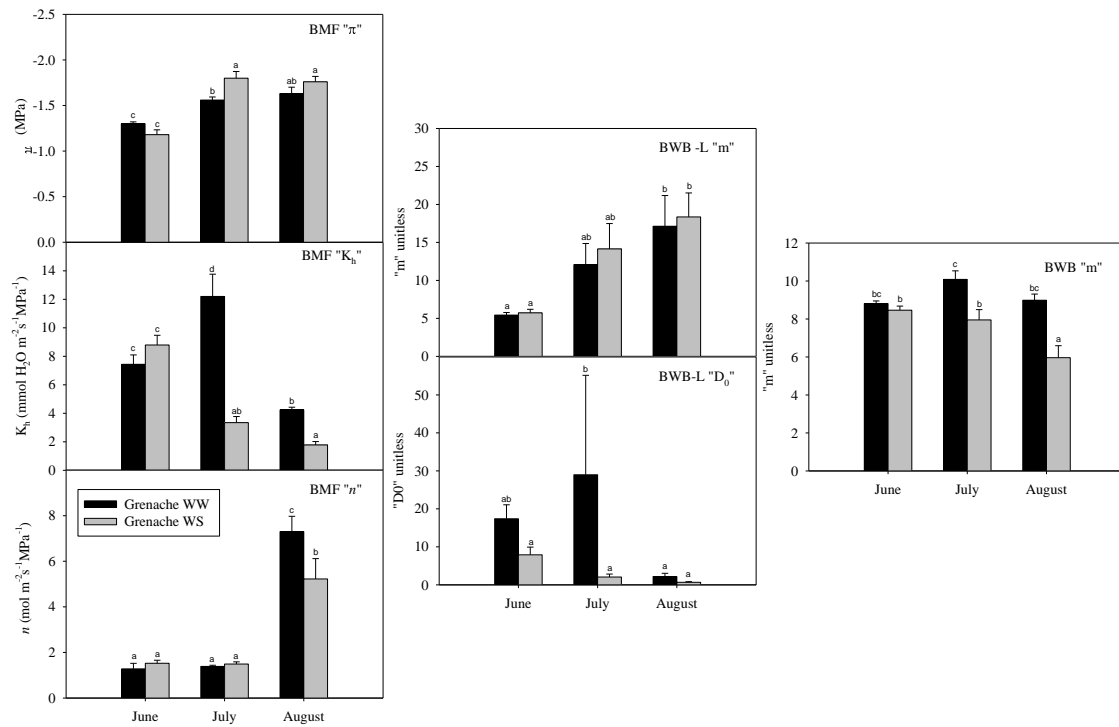 -2.5
BMF "π"
-2.0
-1.5
-1.0
-0.5
0.0
(MPa)
c
c
b
a
ab
a
BMF "Kh"
14
12
10
8
6
4
2
0
Kh (mmol H2O m-2s-1MPa-1)
c
c
d
ab
b
a
BMF "n"
8
6
4
2
0
n (mol m-2s-1MPa-1)
Grenache WW
Grenache WS
a
a
a
a
c
b
June
July
August
30
BWB -L "m"
25
20
15
10
5
0
"m" unitless
a
a
ab
ab
b
b
BWB-L "D0"
50
40
30
20
10
0
"D0" unitless
ab
a
b
a
a
a
June
July
August
12
BWB "m"
10
8
6
4
2
0
"m" unitless
bc
b
c
b
bc
a
June
July
August